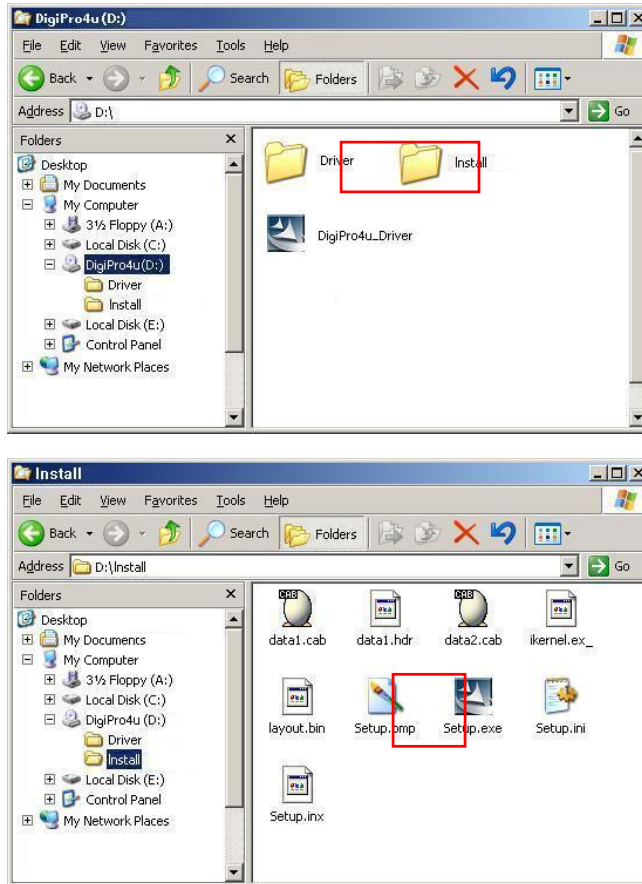 DigiPro4u (D:)
File Edit View Favorites Tools Help
Back Search Folders
Address D:\ Go
Folders x
Desktop
My Documents
My Computer
3½ Floppy (A:)
Local Disk (C:)
DigiPro4u(D:)
Driver
Install
Local Disk (E:)
Control Panel
My Network Places
Driver Install
DigiPro4u_Driver
Install
File Edit View Favorites Tools Help
Back Search Folders
Address D:\Install Go
Folders x
Desktop
My Documents
My Computer
3½ Floppy (A:)
Local Disk (C:)
DigiPro4u (D:)
Driver
Install
Local Disk (E:)
Control Panel
My Network Places
CAB CAB
data1.cab data1.hdr data2.cab ikernel.ex_
layout.bin Setup.bmp Setup.exe Setup.ini
Setup.inx